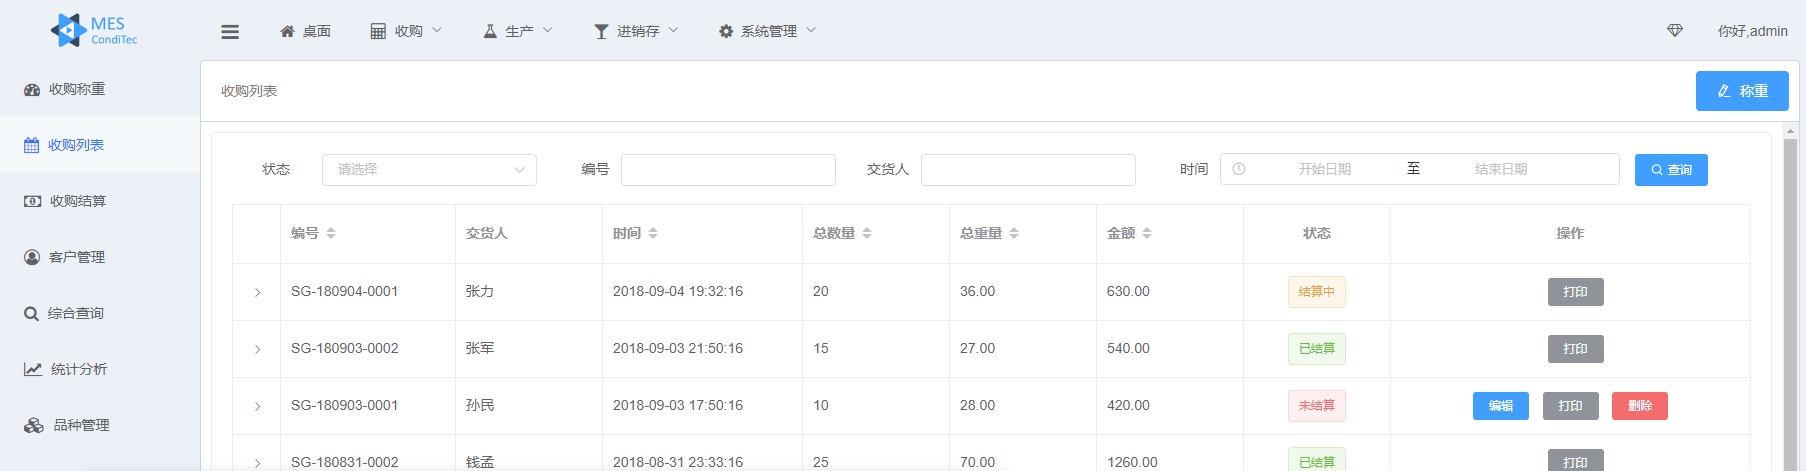 MES
CondiTec
桌面 收购 生产 进销存 系统管理 你好,admin
收购称重
收购列表
收购结算
客户管理
综合查询
统计分析
品种管理
收购列表 称重
状态 请选择 编号 交货人 时间 开始日期 至 结束日期 查询
编号 交货人 时间 总数量 总重量 金额 状态 操作
SG-180904-0001 张力 2018-09-04 19:32:16 20 36.00 630.00 结算中 打印
SG-180903-0002 张军 2018-09-03 21:50:16 15 27.00 540.00 已结算 打印
SG-180903-0001 孙民 2018-09-03 17:50:16 10 28.00 420.00 未结算 编辑 打印 删除
SG-180831-0002 钱孟 2018-08-31 23:33:16 25 70.00 1260.00 已结算 打印